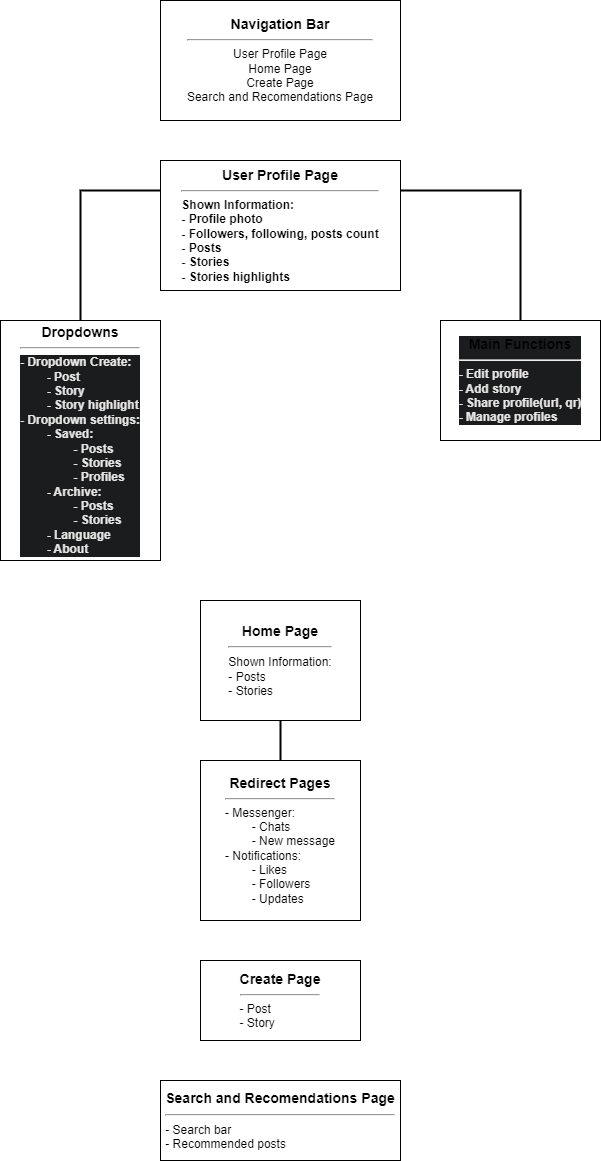 Navigation Bar
User Profile Page
Home Page
Create Page
Search and Recomendations Page
User Profile Page
Shown Information:
- Profile photo
- Followers, following, posts count
- Posts
- Stories
- Stories highlights
Dropdowns
- Dropdown Create:
- Post
- Story
- Story highlight
- Dropdown settings:
- Saved:
- Posts
- Stories
- Profiles
- Archive:
- Posts
- Stories
- Language
- About
Main Functions
- Edit profile
- Add story
- Share profile(url, qr)
- Manage profiles
Home Page
Shown Information:
- Posts
- Stories
Redirect Pages
- Messenger:
- Chats
- New message
- Notifications:
- Likes
- Followers
- Updates
Create Page
- Post
- Story
Search and Recomendations Page
- Search bar
- Recommended posts